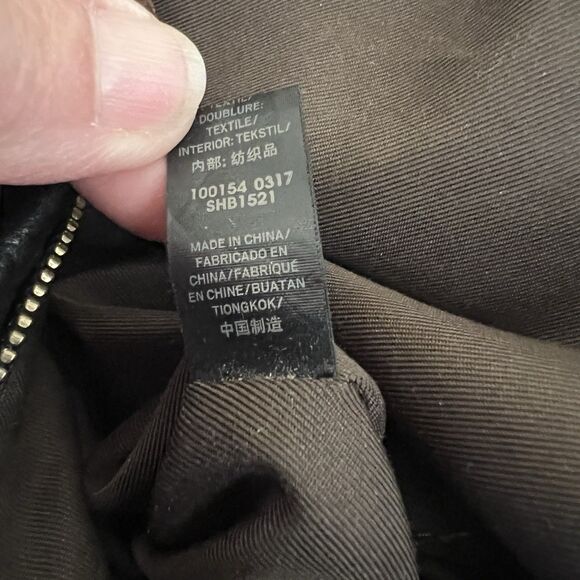 DOUBLURE:
TEXTILE/
INTERIOR: TEKSTIL/
内部: 纺织品
100154 0317
SHB1521
MADE IN CHINA/
FABRICADO EN
CHINA/FABRIQUÉ
EN CHINE/BUATAN
TIONGKOK/
中国制造